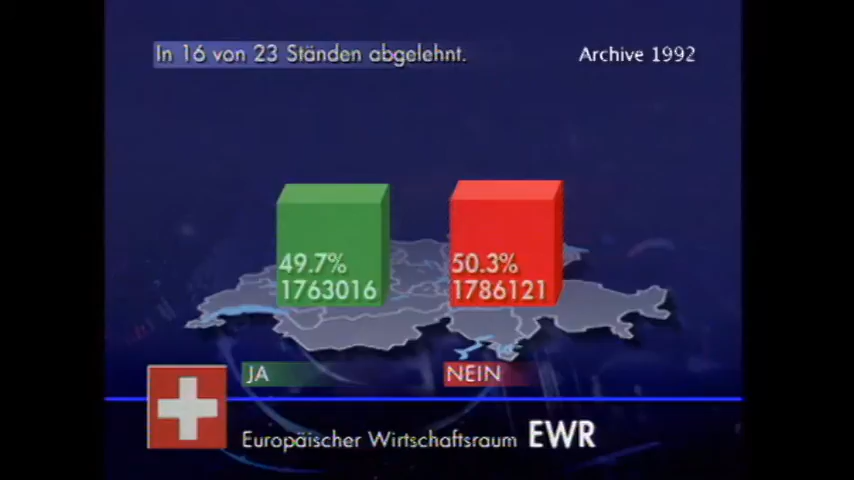 In 16 von 23 Ständen abgelehnt.
Archive 1992
49.7%
1763016
50.3%
1786121
JA
NEIN
Europäischer Wirtschaftsraum EWR